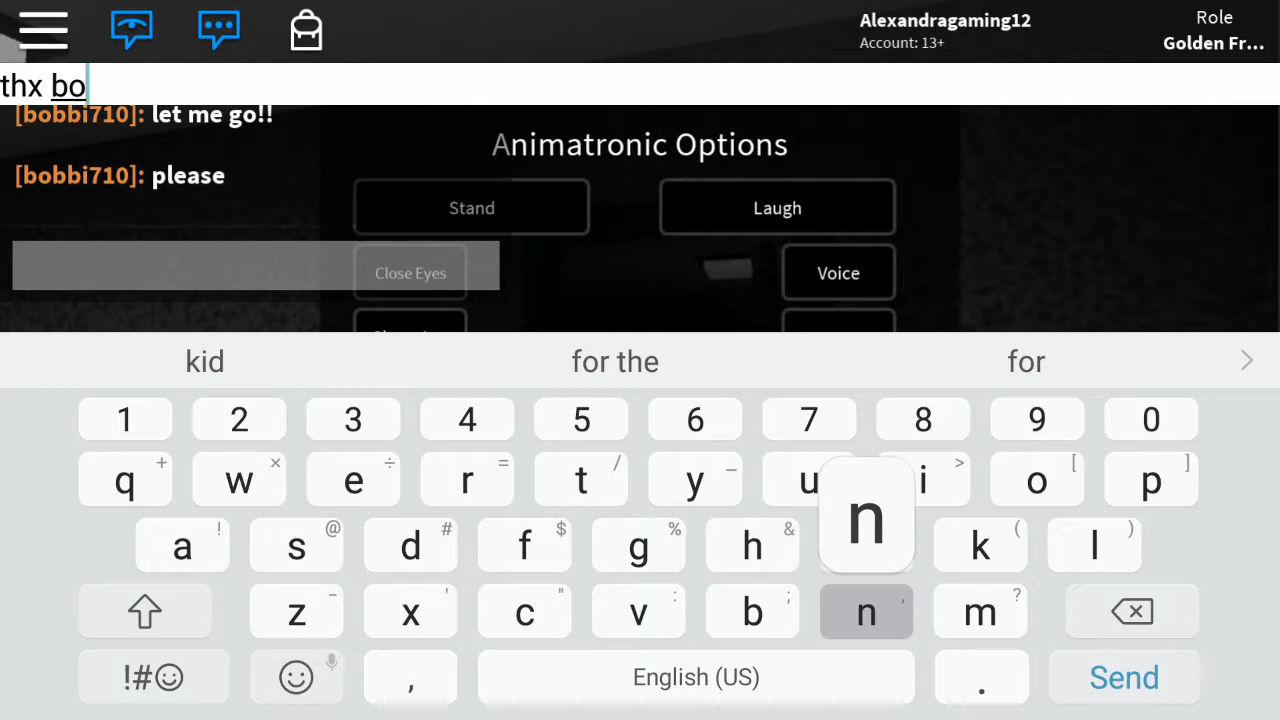 Alexandragaming12
Account: 13+
Role
Golden Fr...
thx bo
[bobbi710]: let me go!!
[bobbi710]: please
Animatronic Options
Stand
Laugh
Close Eyes
Voice
kid
for the
for
1 2 3 4 5 6 7 8 9 0
q + w × e ÷ r = t / y _ u i > o [ p ]
a ! s @ d # f $ g % h & n k ( l )
z - x ' c " v : b ; n , m ?
!#☺ , English (US) . Send